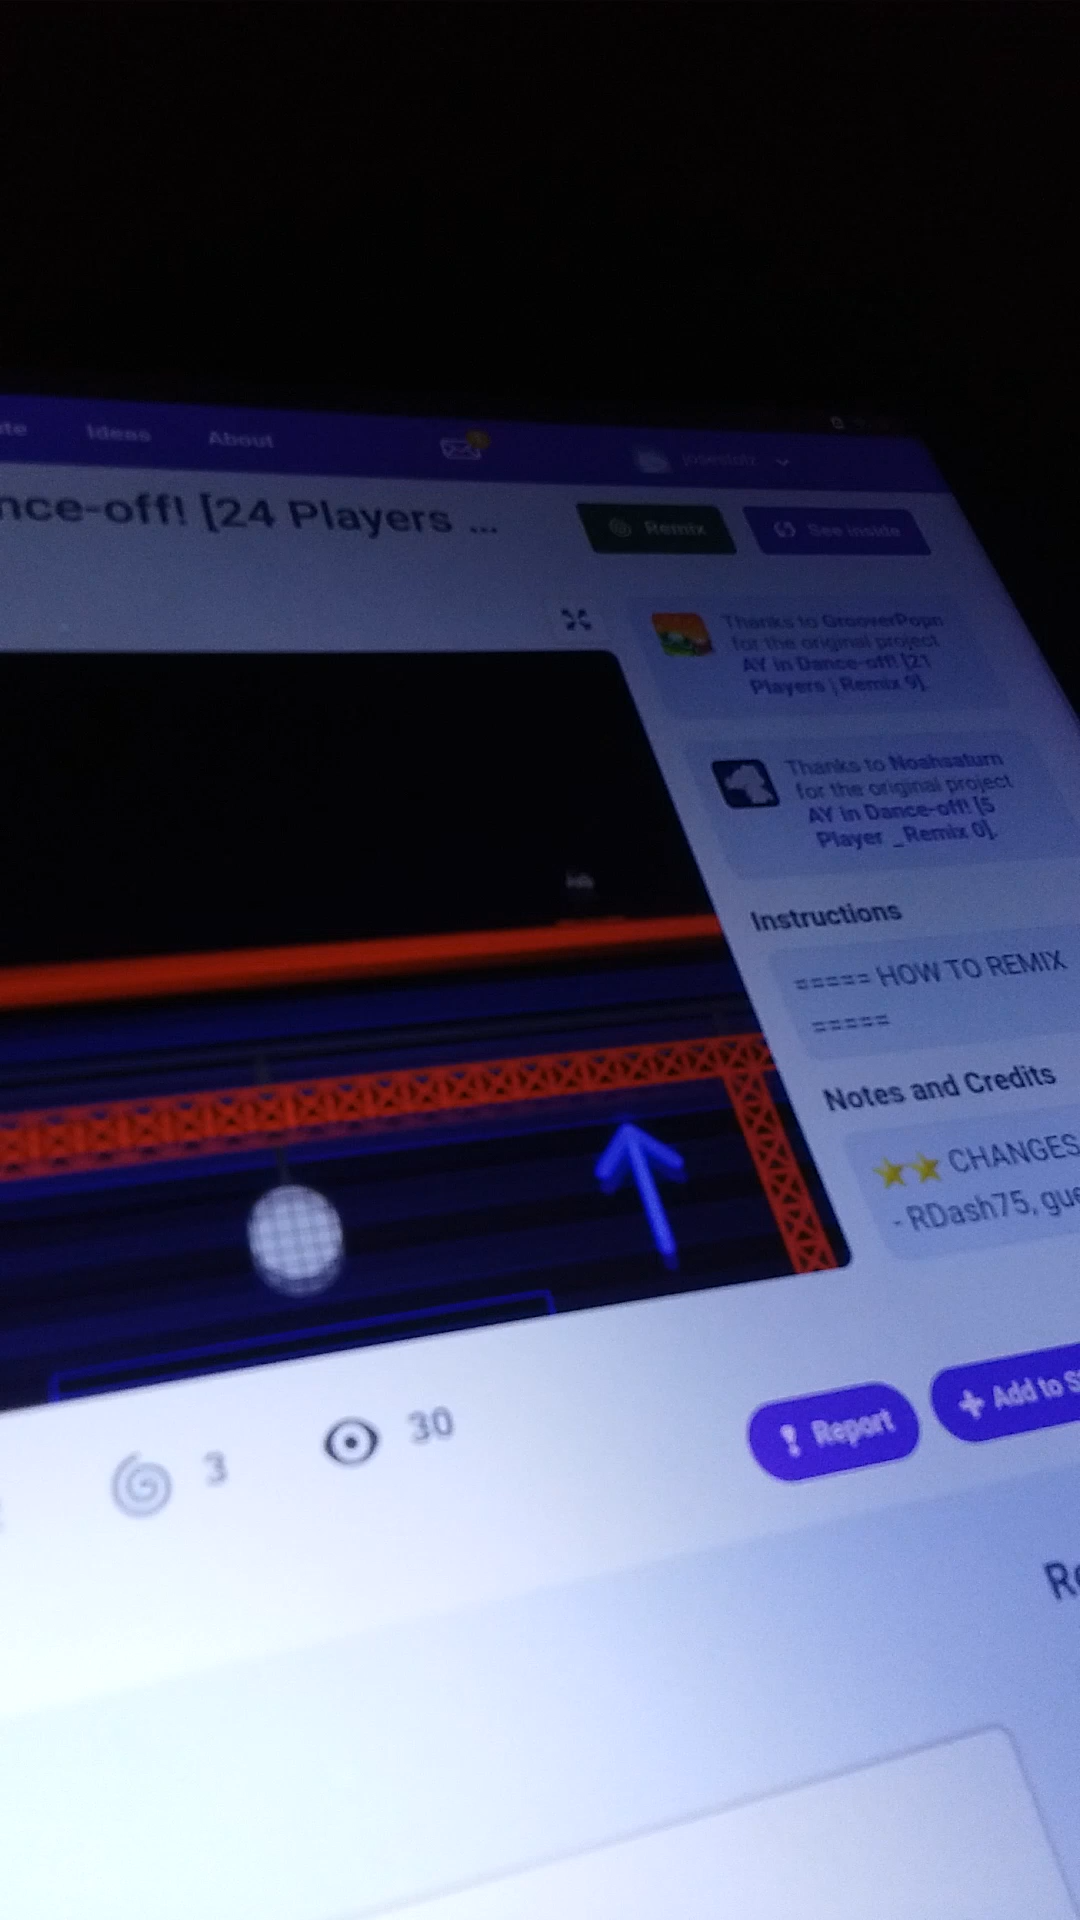 Ideas About
nce-off! [24 Players ...
Remix See inside
Thanks to GrooverPopn
for the original project
AY in Dance-off! [21
Players | Remix 9].
Thanks to Noahsaturn
for the original project
AY in Dance-off! [5
Player _Remix 0].
Instructions
===== HOW TO REMIX
=====
Notes and Credits
⭐⭐ CHANGES
- RDash75, gue
3 30
Report + Add to S
Re